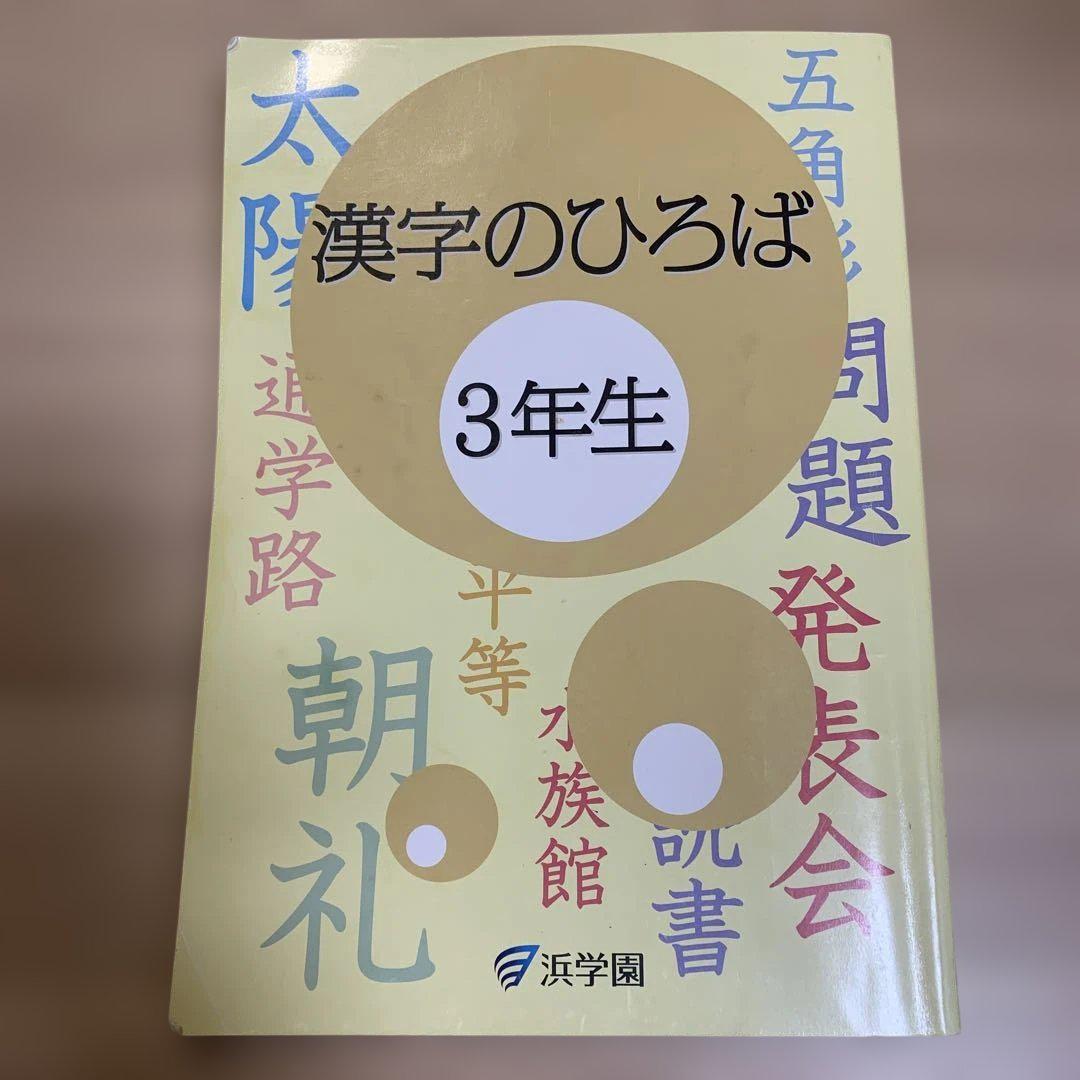 漢字のひろば
3年生
太陽
五角形
問題
通学路
発表会
平等
朝礼
水族館
読書
浜学園